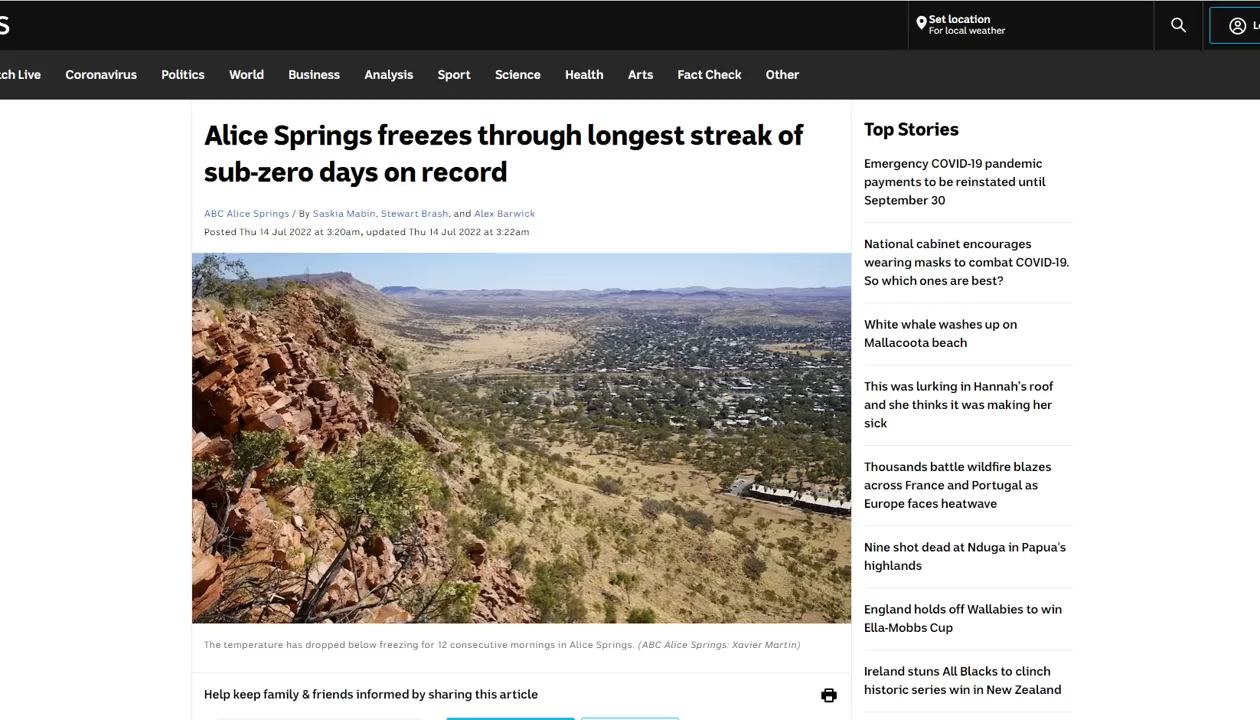 S
Set location
For local weather
ch Live Coronavirus Politics World Business Analysis Sport Science Health Arts Fact Check Other
Alice Springs freezes through longest streak of
sub-zero days on record
ABC Alice Springs / By Saskia Mabin, Stewart Brash, and Alex Barwick
Posted Thu 14 Jul 2022 at 3:20am, updated Thu 14 Jul 2022 at 3:22am
The temperature has dropped below freezing for 12 consecutive mornings in Alice Springs. (ABC Alice Springs: Xavier Martin)
Help keep family & friends informed by sharing this article
Top Stories
Emergency COVID-19 pandemic
payments to be reinstated until
September 30
National cabinet encourages
wearing masks to combat COVID-19.
So which ones are best?
White whale washes up on
Mallacoota beach
This was lurking in Hannah's roof
and she thinks it was making her
sick
Thousands battle wildfire blazes
across France and Portugal as
Europe faces heatwave
Nine shot dead at Nduga in Papua's
highlands
England holds off Wallabies to win
Ella-Mobbs Cup
Ireland stuns All Blacks to clinch
historic series win in New Zealand